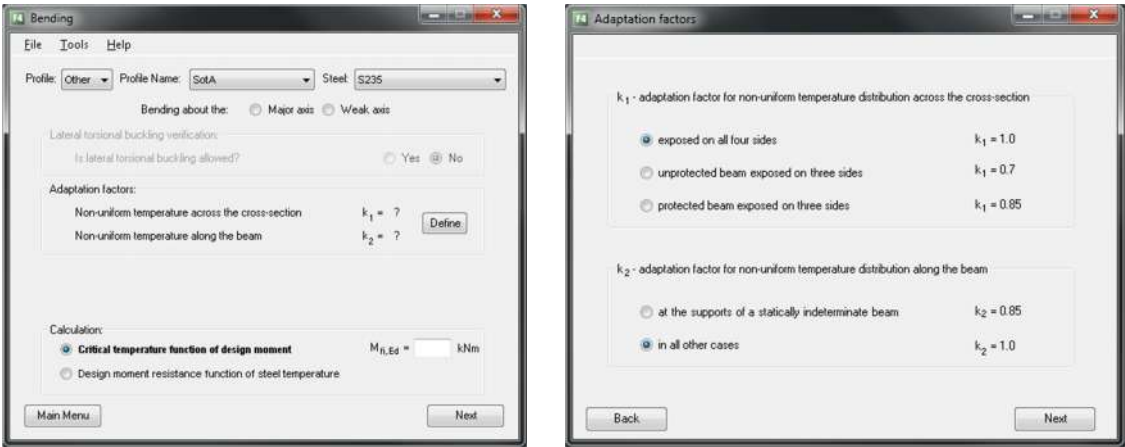 Bending
File Tools Help
Profile: Other Profile Name: SotA Steel: S235
Bending about the: Major axis Weak axis
Lateral torsional buckling verification:
Is lateral torsional buckling allowed? Yes No
Adaptation factors:
Non-uniform temperature across the cross-section k1 = ?
Non-uniform temperature along the beam k2 = ?
Define
Calculation:
Critical temperature function of design moment Mfi,Ed = kNm
Design moment resistance function of steel temperature
Main Menu Next
Adaptation factors
k1 - adaptation factor for non-uniform temperature distribution across the cross-section
exposed on all four sides k1 = 1.0
unprotected beam exposed on three sides k1 = 0.7
protected beam exposed on three sides k1 = 0.85
k2 - adaptation factor for non-uniform temperature distribution along the beam
at the supports of a statically indeterminate beam k2 = 0.85
in all other cases k2 = 1.0
Back Next